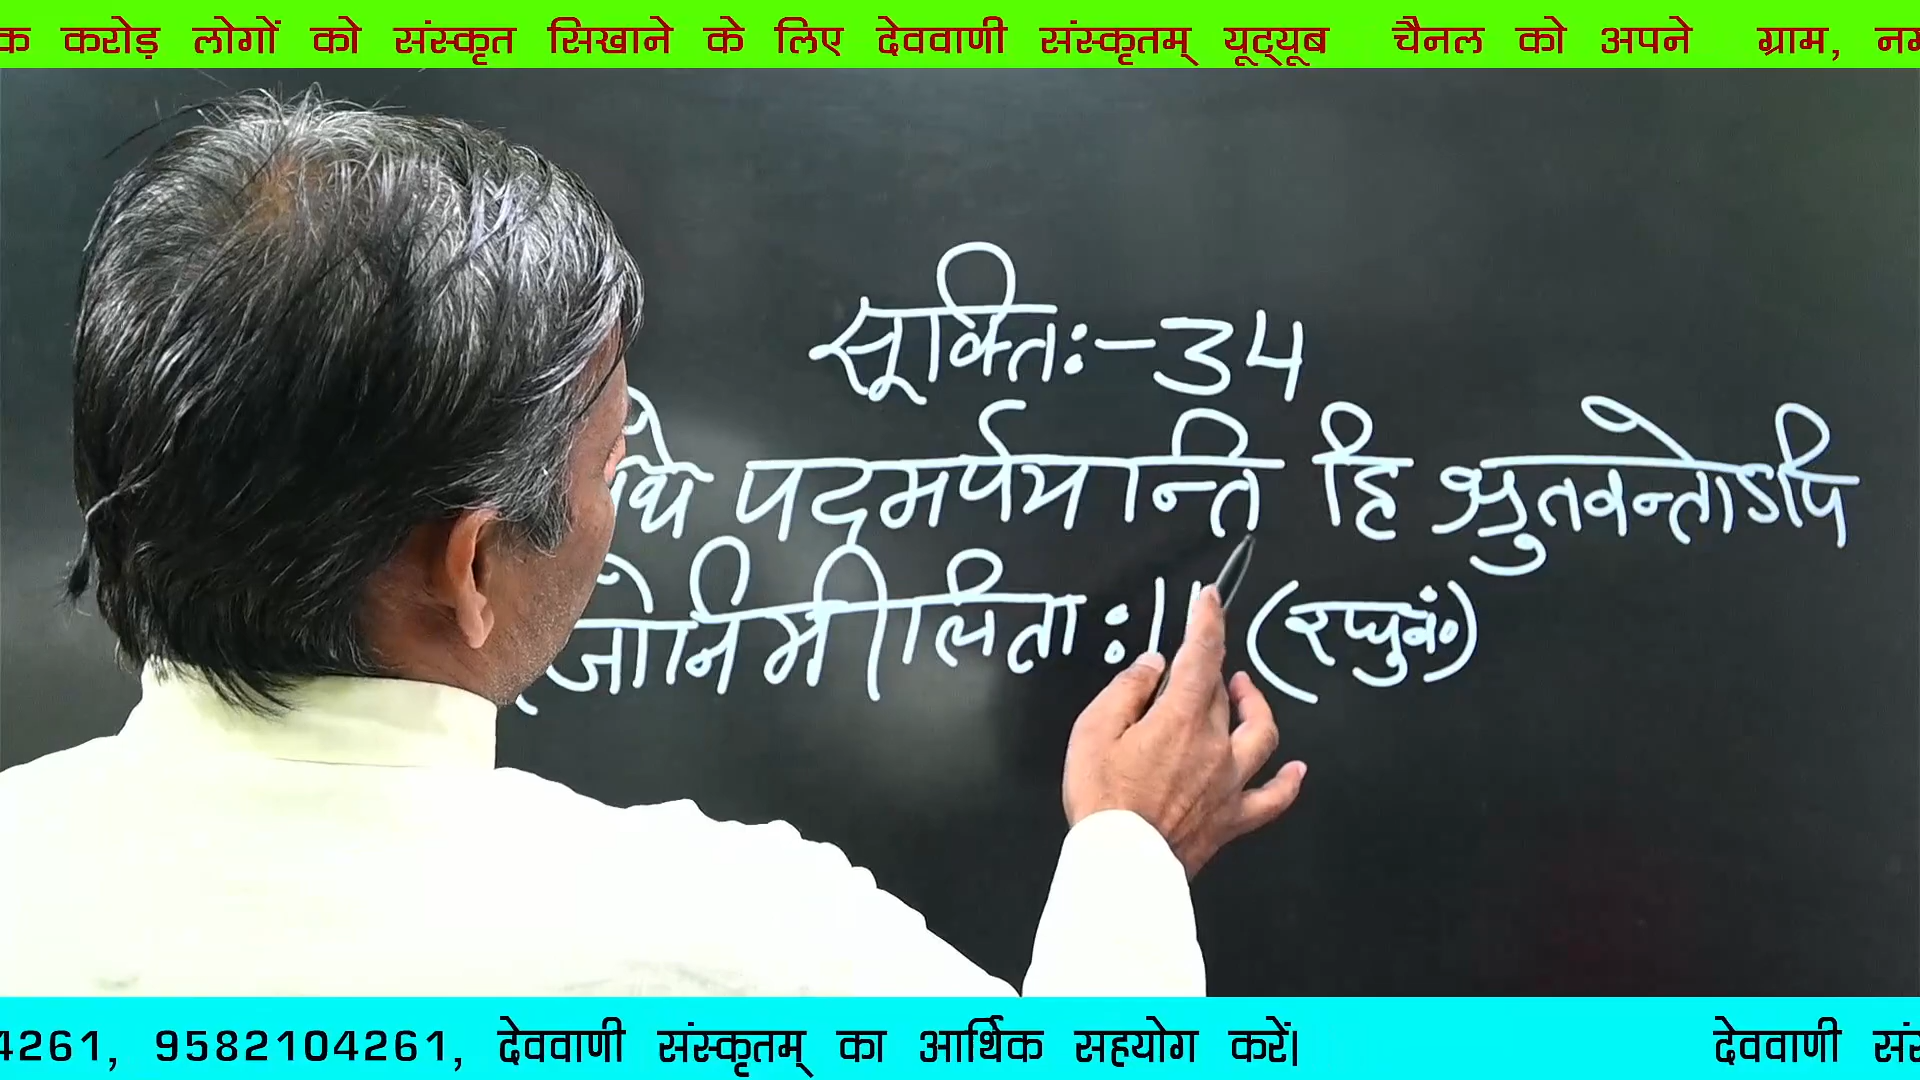 करोड़ लोगों को संस्कृत सिखाने के लिए देववाणी संस्कृतम् यूट्यूब चैनल को अपने ग्राम,
सूक्तिः-34
पदमर्पयन्ति हि श्रुतवन्तोऽपि
(रघुवं०)
9582104261, देववाणी संस्कृतम् का आर्थिक सहयोग करें। देववाणी